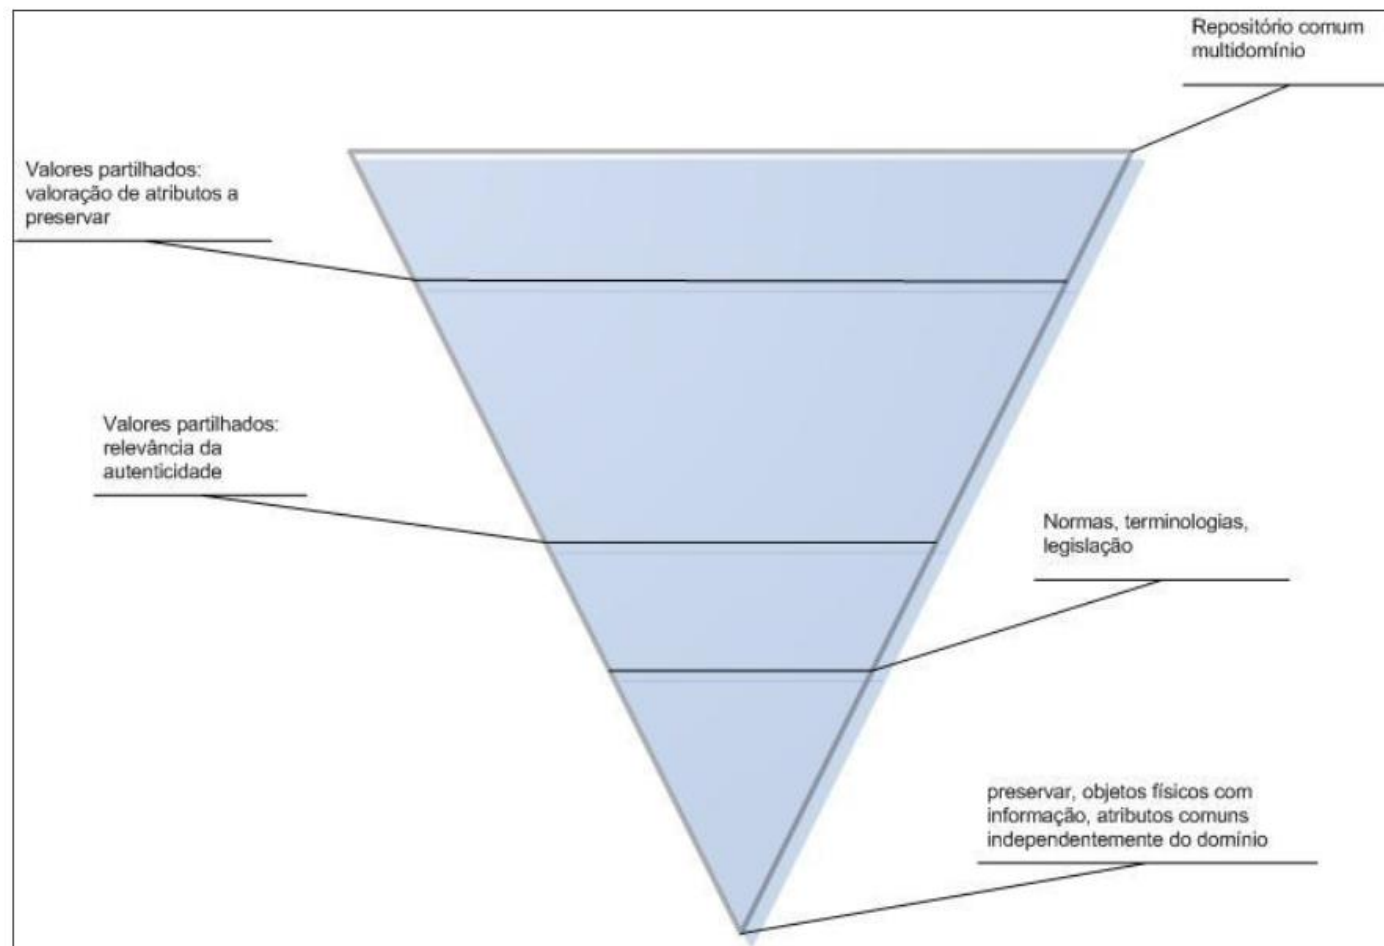 Repositório comum
multidomínio
Valores partilhados:
valoração de atributos a
preservar
Valores partilhados:
relevância da
autenticidade
Normas, terminologias,
legislação
preservar, objetos físicos com
informação, atributos comuns
independentemente do domínio